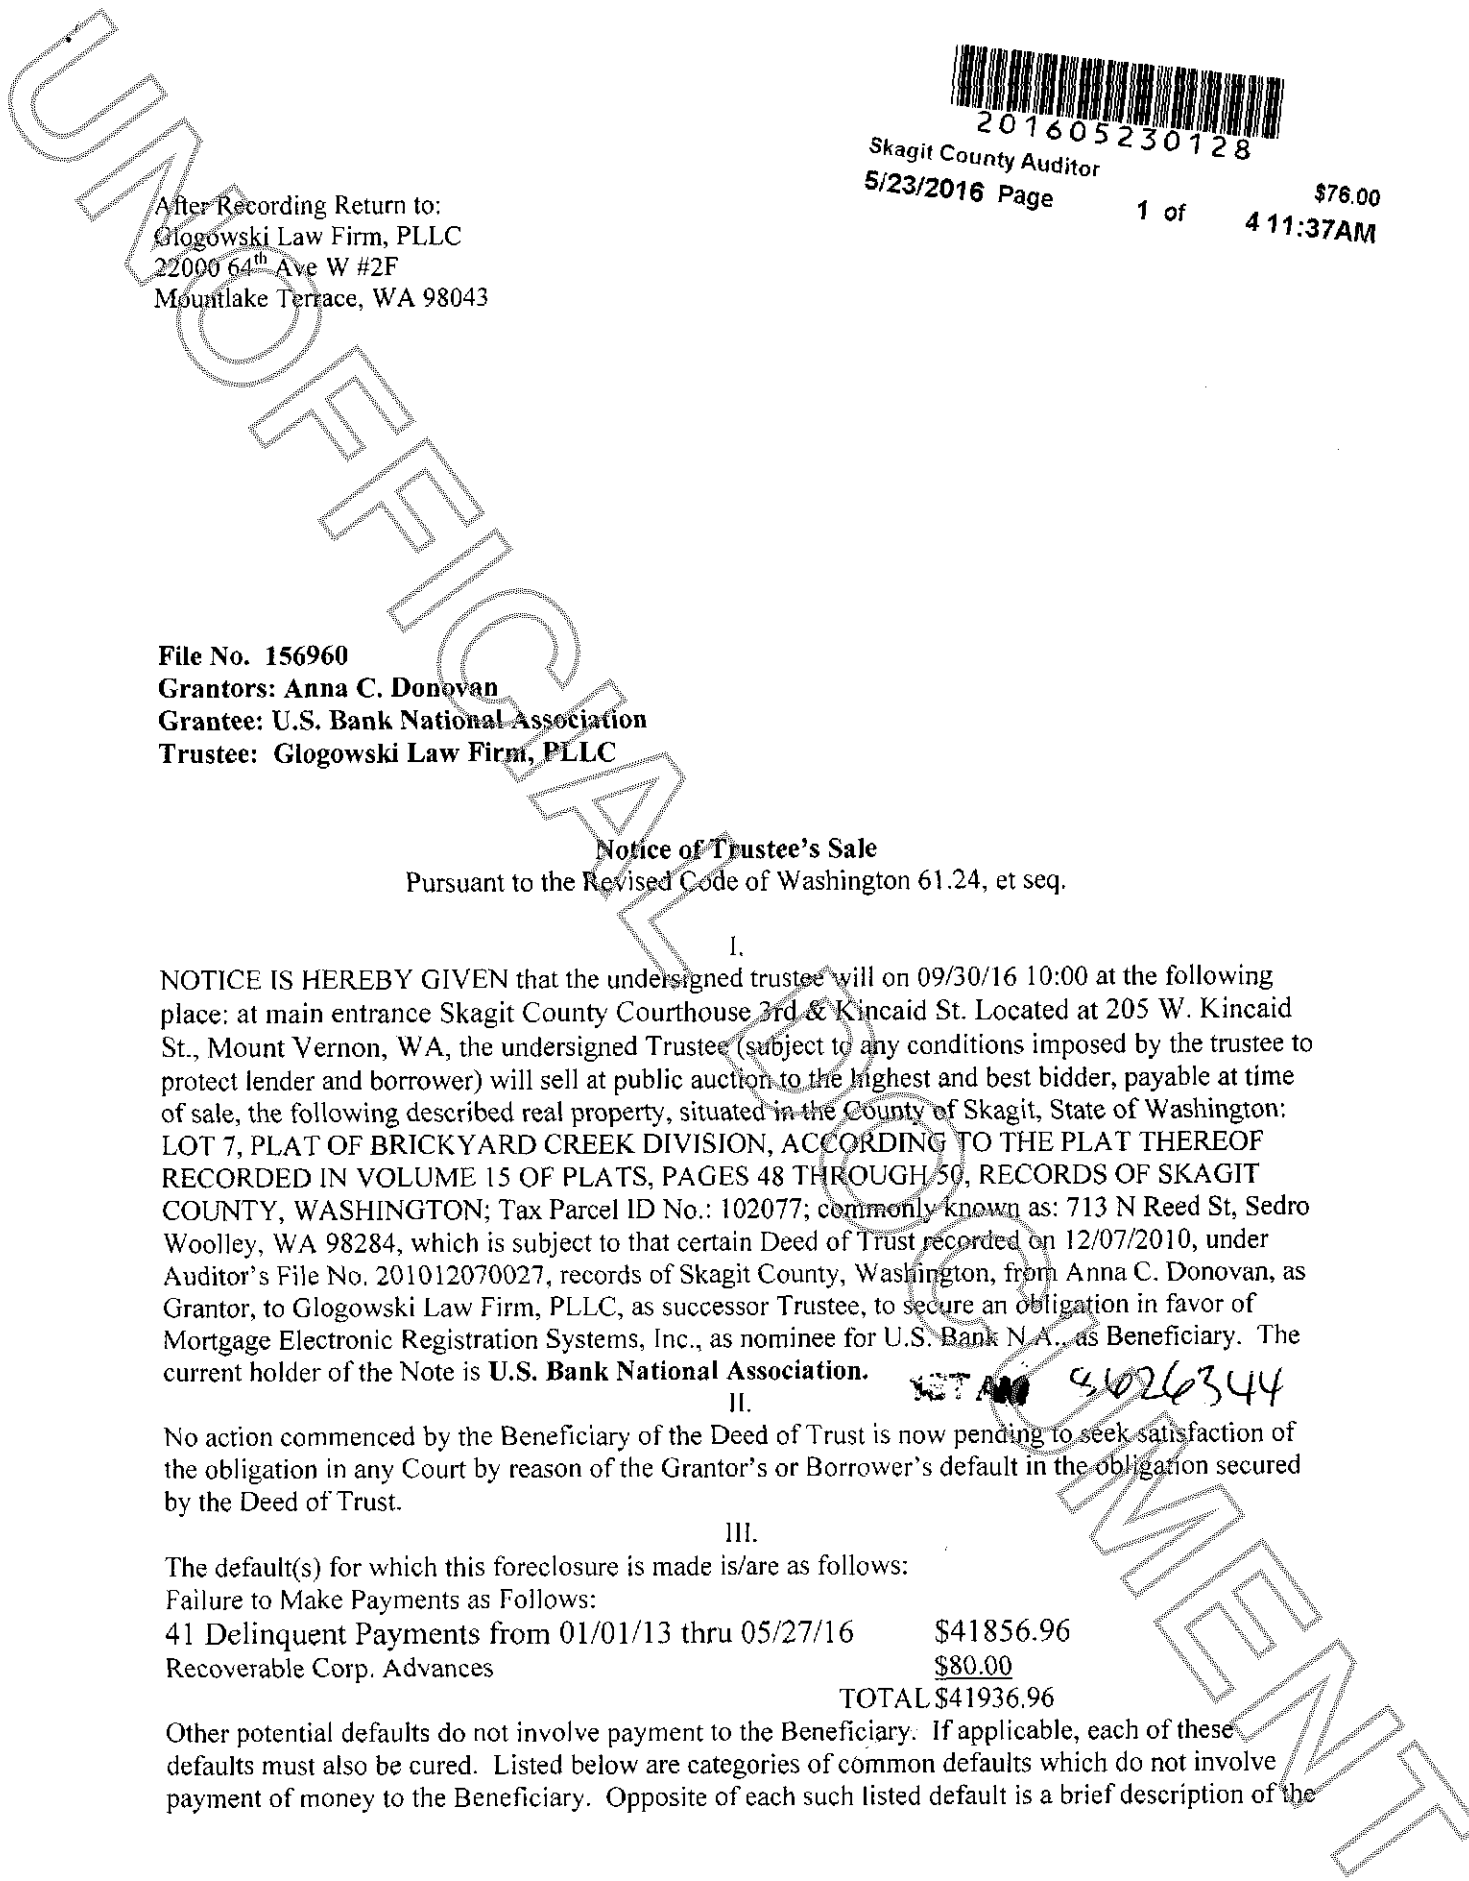 201605230128
Skagit County Auditor
$76.00
5/23/2016 Page 1 of 4 11:37AM
After Recording Return to:
Glogowski Law Firm, PLLC
22000 64th Ave W #2F
Mountlake Terrace, WA 98043
File No. 156960
Grantors: Anna C. Donovan
Grantee: U.S. Bank National Association
Trustee: Glogowski Law Firm, PLLC
Notice of Trustee's Sale
Pursuant to the Revised Code of Washington 61.24, et seq.
I.
NOTICE IS HEREBY GIVEN that the undersigned trustee will on 09/30/16 10:00 at the following
place: at main entrance Skagit County Courthouse 3rd & Kincaid St. Located at 205 W. Kincaid
St., Mount Vernon, WA, the undersigned Trustee (subject to any conditions imposed by the trustee to
protect lender and borrower) will sell at public auction to the highest and best bidder, payable at time
of sale, the following described real property, situated in the County of Skagit, State of Washington:
LOT 7, PLAT OF BRICKYARD CREEK DIVISION, ACCORDING TO THE PLAT THEREOF
RECORDED IN VOLUME 15 OF PLATS, PAGES 48 THROUGH 50, RECORDS OF SKAGIT
COUNTY, WASHINGTON; Tax Parcel ID No.: 102077; commonly known as: 713 N Reed St, Sedro
Woolley, WA 98284, which is subject to that certain Deed of Trust recorded on 12/07/2010, under
Auditor's File No. 201012070027, records of Skagit County, Washington, from Anna C. Donovan, as
Grantor, to Glogowski Law Firm, PLLC, as successor Trustee, to secure an obligation in favor of
Mortgage Electronic Registration Systems, Inc., as nominee for U.S. Bank N.A., as Beneficiary. The
current holder of the Note is U.S. Bank National Association.
8626344
II.
No action commenced by the Beneficiary of the Deed of Trust is now pending to seek satisfaction of
the obligation in any Court by reason of the Grantor's or Borrower's default in the obligation secured
by the Deed of Trust.
III.
The default(s) for which this foreclosure is made is/are as follows:
Failure to Make Payments as Follows:
41 Delinquent Payments from 01/01/13 thru 05/27/16 $41856.96
Recoverable Corp. Advances $80.00
TOTAL $41936.96
Other potential defaults do not involve payment to the Beneficiary. If applicable, each of these
defaults must also be cured. Listed below are categories of common defaults which do not involve
payment of money to the Beneficiary. Opposite of each such listed default is a brief description of the
UNOFFICIAL DOCUMENT